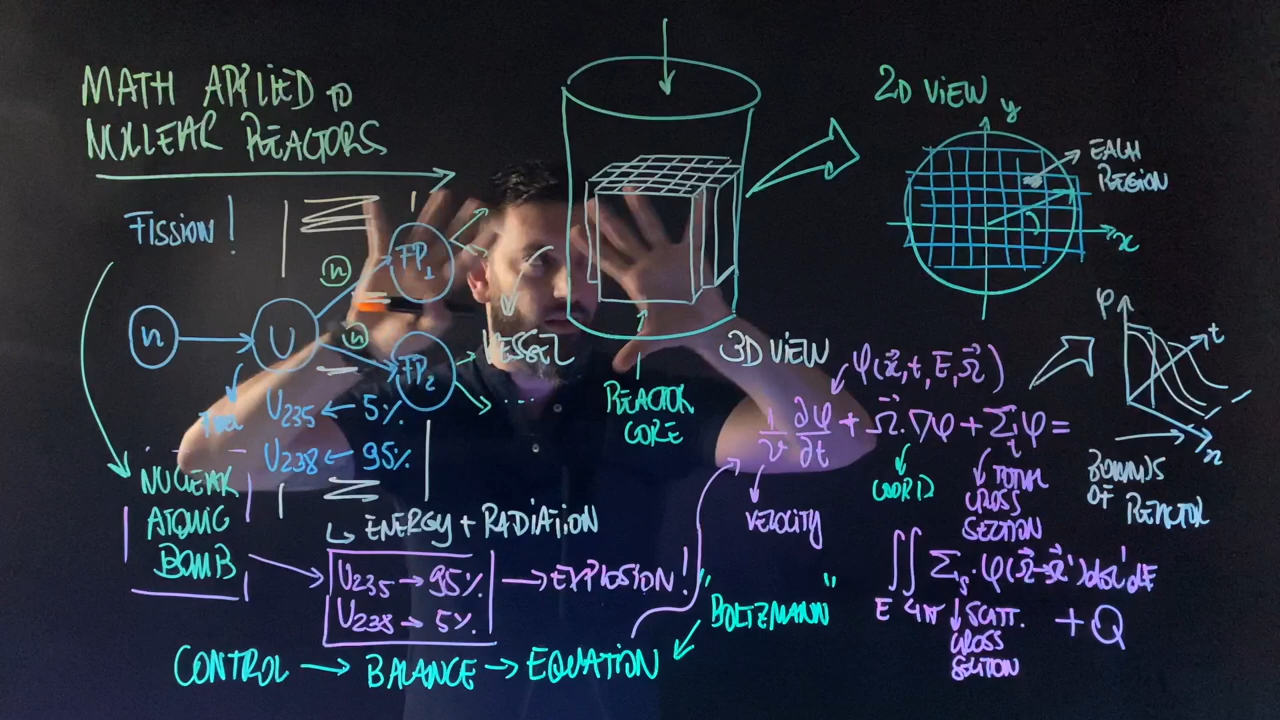 MATH APPLIED TO
NUCLEAR REACTORS
FISSION!
n
U
n
n
FP₁
FP₂
...
FUEL
U₂₃₅ ← 5%
U₂₃₈ ← 95%
ENERGY + RADIATION
NUCLEAR
ATOMIC
BOMB
U₂₃₅ → 95%
U₂₃₈ → 5%
EXPLOSION!
CONTROL → BALANCE → EQUATION
"BOLTZMANN"
VESSEL
REACTOR
CORE
3D VIEW
2D VIEW
y
x
EACH
REGION
φ(x⃗, t, E, Ω⃗)
1/v ∂φ/∂t + Ω⃗·∇φ + Σₜφ =
VELOCITY
COORD
TOTAL
CROSS
SECTION
∬ Σₛ·φ(Ω⃗→Ω⃗')dΩ'dE
E 4π
SCATT.
CROSS
SECTION
+ Q
φ
t
x
BOUNDS
OF REACTOR